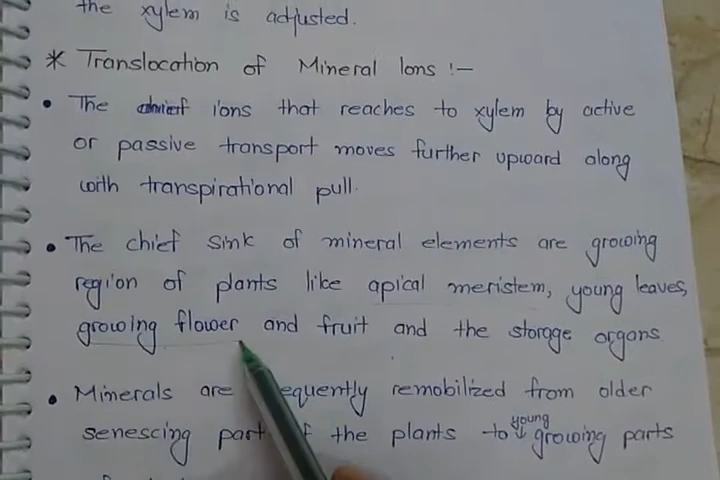 the xylem is adjusted.
* Translocation of Mineral Ions :-
• The ions that reaches to xylem by active
or passive transport moves further upward along
with transpirational pull.
• The chief sink of mineral elements are growing
region of plants like apical meristem, young leaves,
growing flower and fruit and the storage organs.
• Minerals are equently remobilized from older
senescing part f the plants to young growing parts